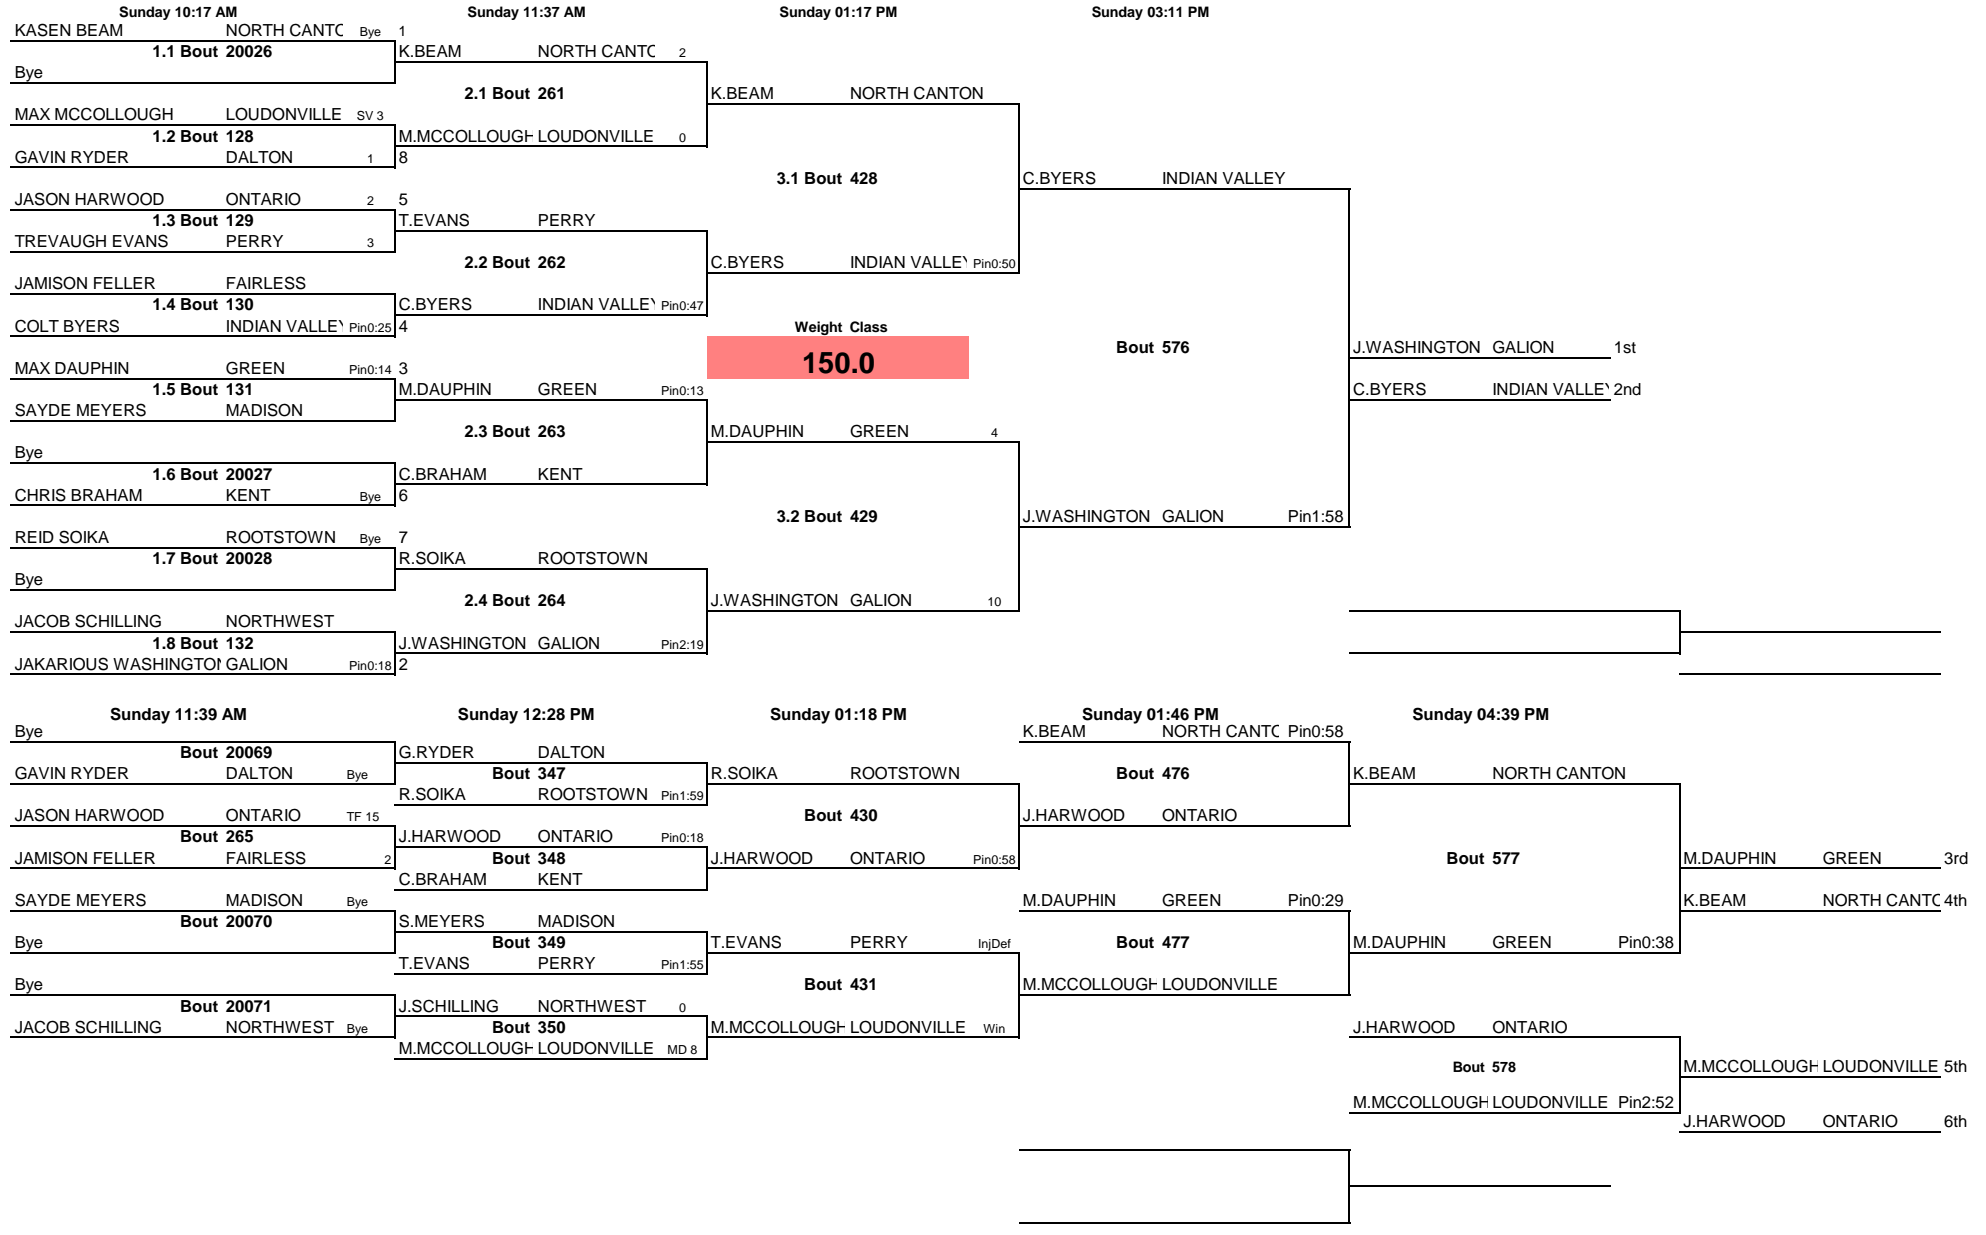 Sunday 10:17 AM Sunday 11:37 AM Sunday 01:17 PM Sunday 03:11 PM
KASEN BEAM NORTH CANTC Bye 1
1.1 Bout 20026 K.BEAM NORTH CANTC 2
Bye
2.1 Bout 261 K.BEAM NORTH CANTON
MAX MCCOLLOUGH LOUDONVILLE SV 3
1.2 Bout 128 M.MCCOLLOUGH LOUDONVILLE 0
GAVIN RYDER DALTON 1 8
3.1 Bout 428 C.BYERS INDIAN VALLEY
JASON HARWOOD ONTARIO 2 5
1.3 Bout 129 T.EVANS PERRY
TREVAUGH EVANS PERRY 3
2.2 Bout 262 C.BYERS INDIAN VALLEY Pin0:50
JAMISON FELLER FAIRLESS
1.4 Bout 130 C.BYERS INDIAN VALLEY Pin0:47
COLT BYERS INDIAN VALLEY Pin0:25 4 Weight Class
Bout 576 J.WASHINGTON GALION 1st
150.0
MAX DAUPHIN GREEN Pin0:14 3
1.5 Bout 131 M.DAUPHIN GREEN Pin0:13 C.BYERS INDIAN VALLEY 2nd
SAYDE MEYERS MADISON
2.3 Bout 263 M.DAUPHIN GREEN 4
Bye
1.6 Bout 20027 C.BRAHAM KENT
CHRIS BRAHAM KENT Bye 6
3.2 Bout 429 J.WASHINGTON GALION Pin1:58
REID SOIKA ROOTSTOWN Bye 7
1.7 Bout 20028 R.SOIKA ROOTSTOWN
Bye
2.4 Bout 264 J.WASHINGTON GALION 10
JACOB SCHILLING NORTHWEST
1.8 Bout 132 J.WASHINGTON GALION Pin2:19
JAKARIOUS WASHINGTON GALION Pin0:18 2
Sunday 11:39 AM Sunday 12:28 PM Sunday 01:18 PM Sunday 01:46 PM Sunday 04:39 PM
Bye K.BEAM NORTH CANTC Pin0:58
Bout 20069 G.RYDER DALTON
GAVIN RYDER DALTON Bye Bout 347 R.SOIKA ROOTSTOWN Bout 476 K.BEAM NORTH CANTON
R.SOIKA ROOTSTOWN Pin1:59
JASON HARWOOD ONTARIO TF 15 Bout 430 J.HARWOOD ONTARIO
Bout 265 J.HARWOOD ONTARIO Pin0:18
JAMISON FELLER FAIRLESS 2 Bout 348 J.HARWOOD ONTARIO Pin0:58 Bout 577 M.DAUPHIN GREEN 3rd
C.BRAHAM KENT
SAYDE MEYERS MADISON Bye M.DAUPHIN GREEN Pin0:29 K.BEAM NORTH CANTC 4th
Bout 20070 S.MEYERS MADISON
Bye Bout 349 T.EVANS PERRY InjDef Bout 477 M.DAUPHIN GREEN Pin0:38
T.EVANS PERRY Pin1:55
Bye Bout 431 M.MCCOLLOUGH LOUDONVILLE
Bout 20071 J.SCHILLING NORTHWEST 0
JACOB SCHILLING NORTHWEST Bye Bout 350 M.MCCOLLOUGH LOUDONVILLE Win J.HARWOOD ONTARIO
M.MCCOLLOUGH LOUDONVILLE MD 8
Bout 578 M.MCCOLLOUGH LOUDONVILLE 5th
M.MCCOLLOUGH LOUDONVILLE Pin2:52
J.HARWOOD ONTARIO 6th